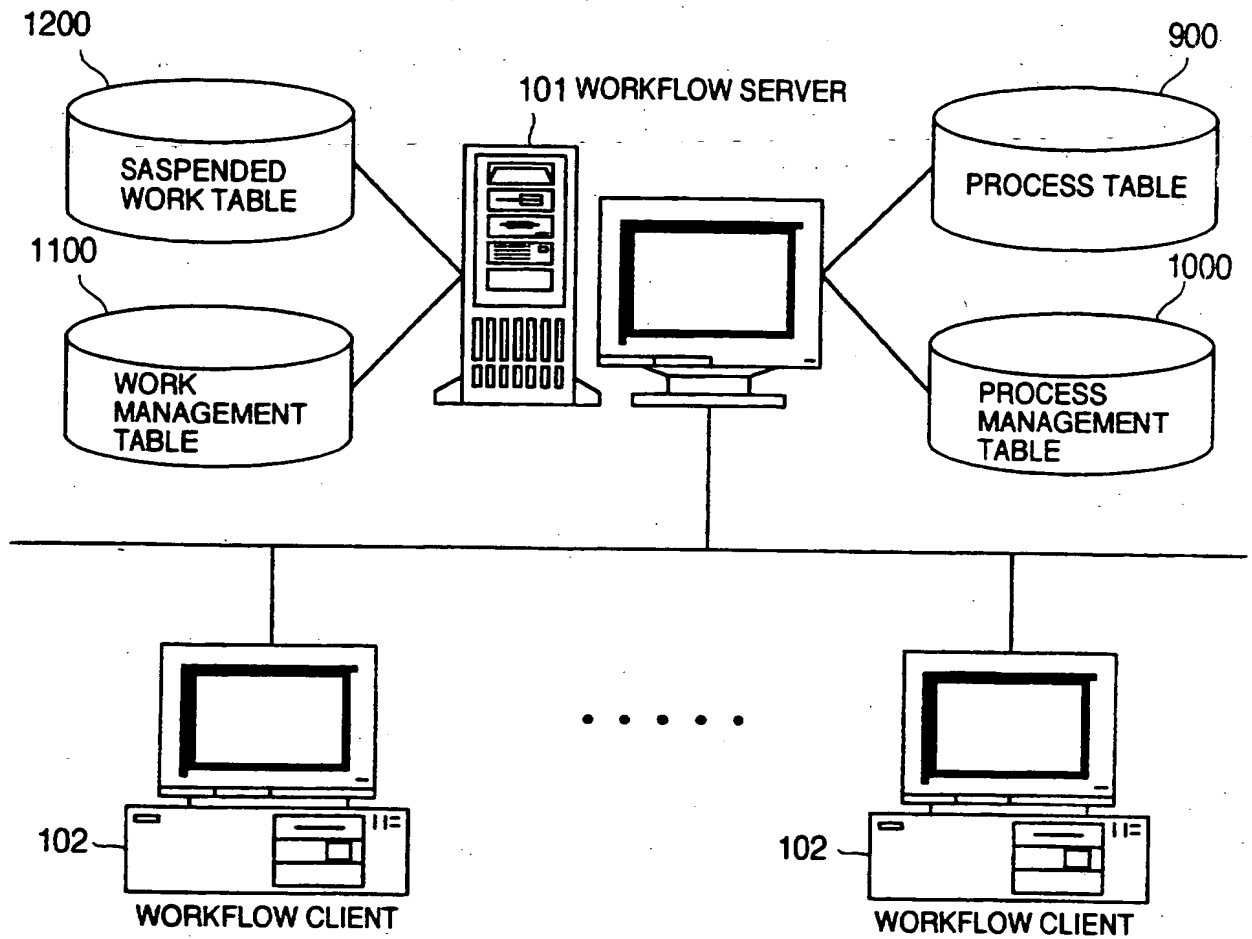 1200
SASPENDED
WORK TABLE
1100
WORK
MANAGEMENT
TABLE
101 WORKFLOW SERVER
900
PROCESS TABLE
1000
PROCESS
MANAGEMENT
TABLE
102
WORKFLOW CLIENT
102
WORKFLOW CLIENT